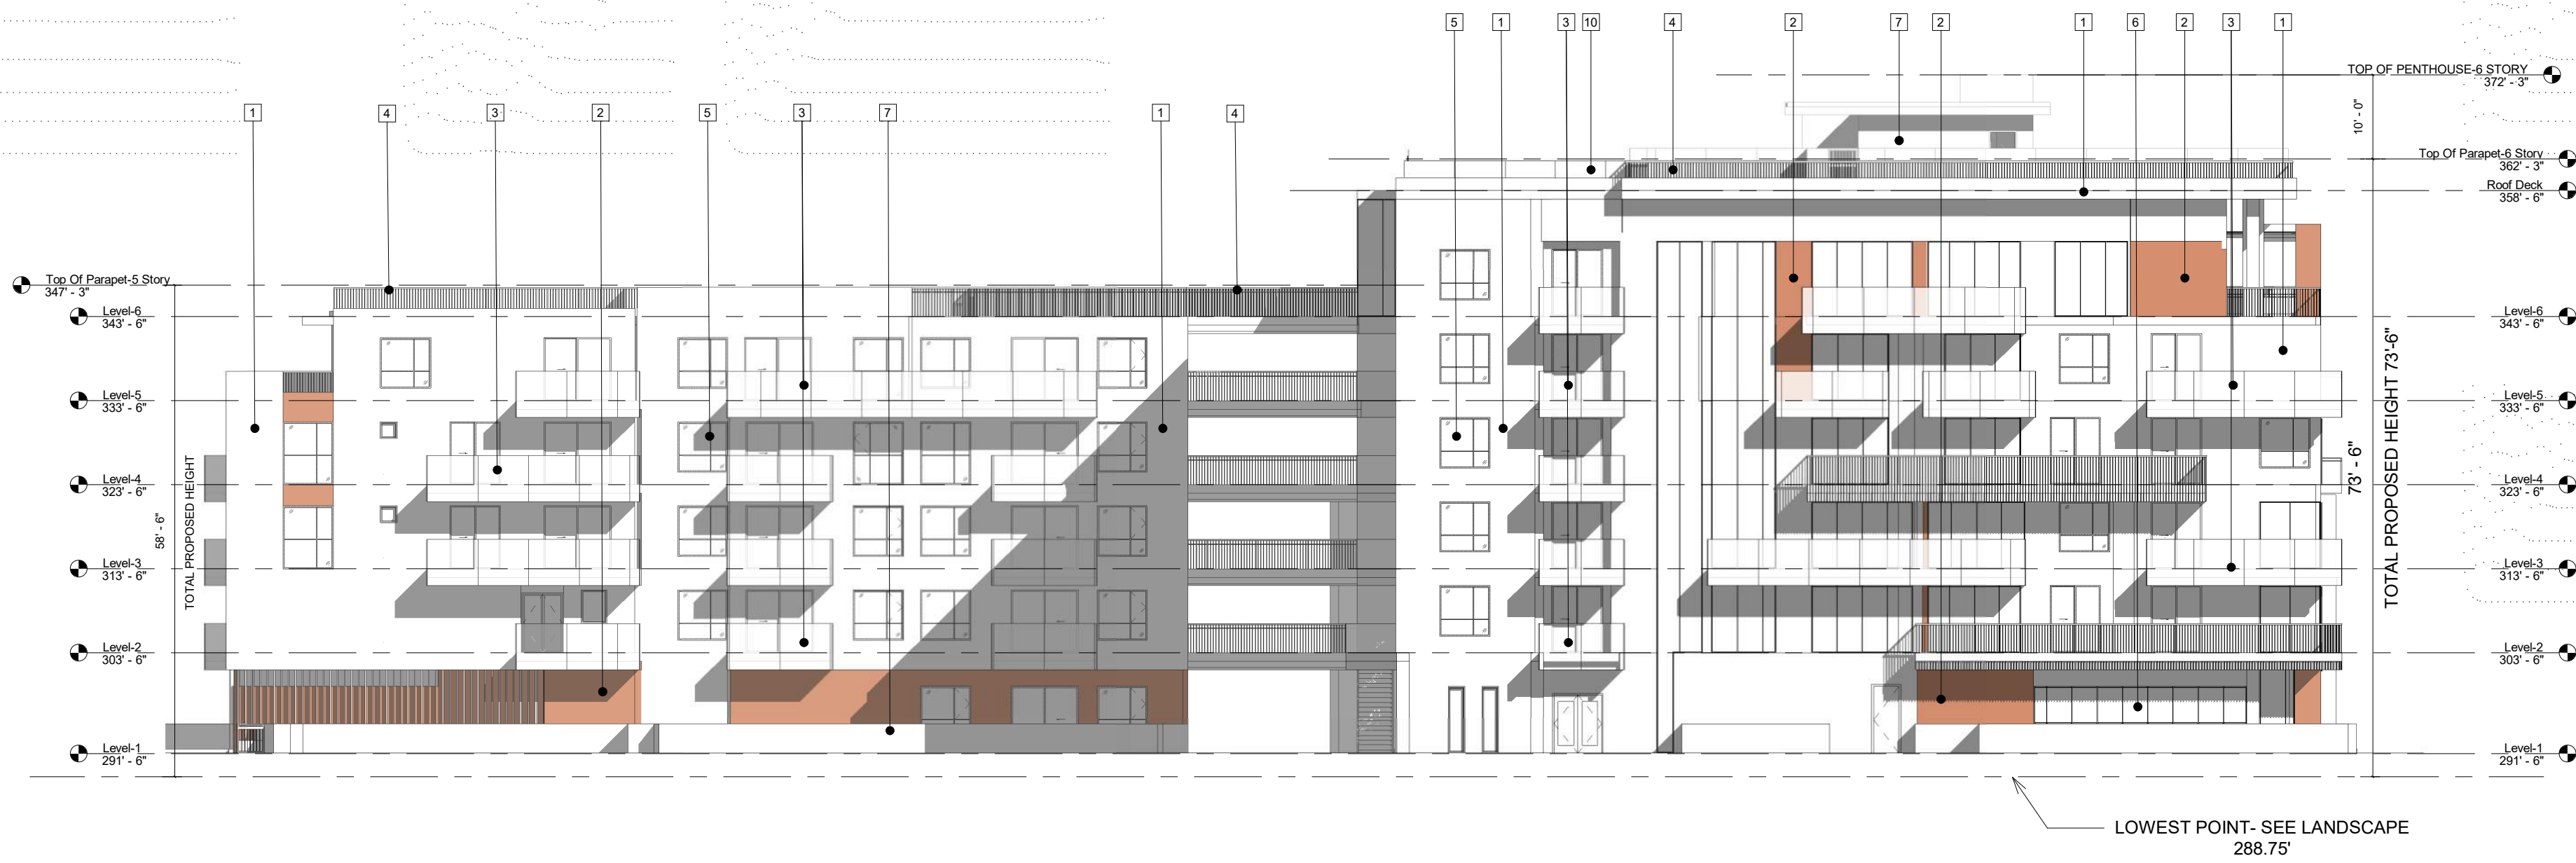 5 1 3 10 4 2 7 2 1 6 2 3 1
TOP OF PENTHOUSE-6 STORY
372' - 3"
1 4 3 2 5 3 7 1 4
10' - 0"
Top Of Parapet-6 Story
362' - 3"
Roof Deck
358' - 6"
Top Of Parapet-5 Story
347' - 3"
Level-6
343' - 6"
Level-5
333' - 6"
Level-4
323' - 6"
Level-3
313' - 6"
Level-2
303' - 6"
Level-1
291' - 6"
58' - 6"
TOTAL PROPOSED HEIGHT
Level-6
343' - 6"
Level-5
333' - 6"
Level-4
323' - 6"
Level-3
313' - 6"
Level-2
303' - 6"
Level-1
291' - 6"
73' - 6"
TOTAL PROPOSED HEIGHT 73'-6"
LOWEST POINT- SEE LANDSCAPE
288.75'